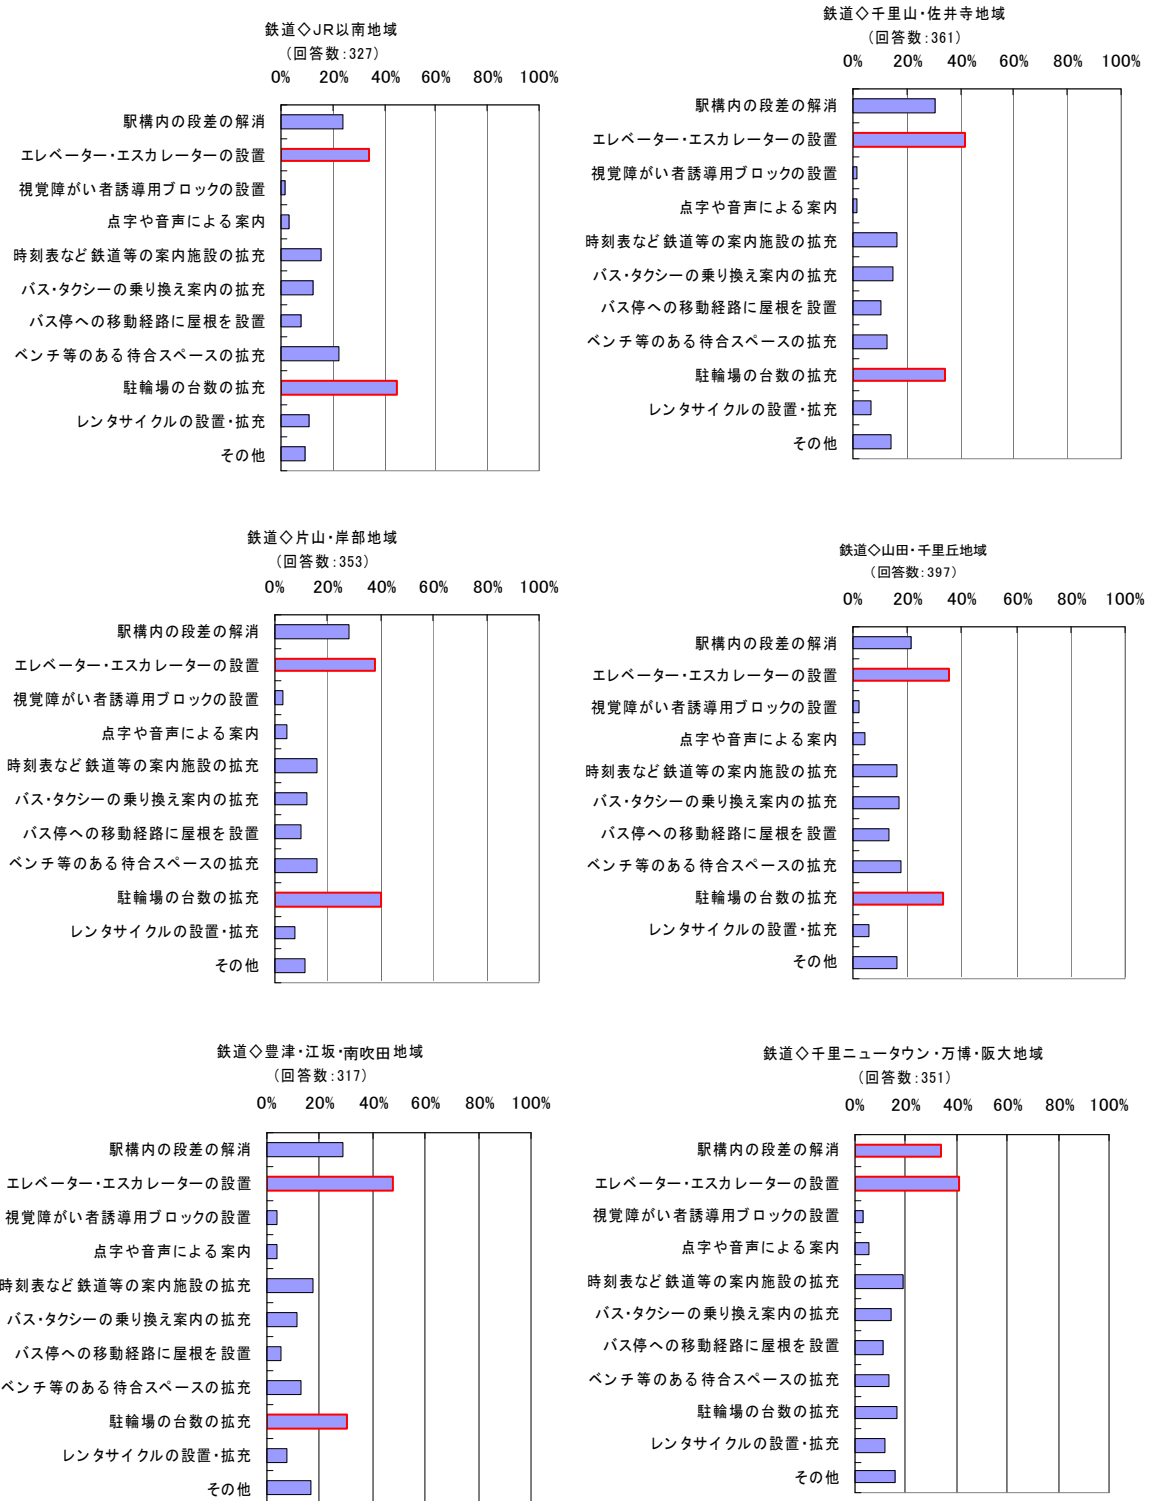 鉄道◇JR以南地域
(回答数:327)
0% 20% 40% 60% 80% 100%
駅構内の段差の解消
エレベーター・エスカレーターの設置
視覚障がい者誘導用ブロックの設置
点字や音声による案内
時刻表など鉄道等の案内施設の拡充
バス・タクシーの乗り換え案内の拡充
バス停への移動経路に屋根を設置
ベンチ等のある待合スペースの拡充
駐輪場の台数の拡充
レンタサイクルの設置・拡充
その他
鉄道◇千里山・佐井寺地域
(回答数:361)
0% 20% 40% 60% 80% 100%
駅構内の段差の解消
エレベーター・エスカレーターの設置
視覚障がい者誘導用ブロックの設置
点字や音声による案内
時刻表など鉄道等の案内施設の拡充
バス・タクシーの乗り換え案内の拡充
バス停への移動経路に屋根を設置
ベンチ等のある待合スペースの拡充
駐輪場の台数の拡充
レンタサイクルの設置・拡充
その他
鉄道◇片山・岸部地域
(回答数:353)
0% 20% 40% 60% 80% 100%
駅構内の段差の解消
エレベーター・エスカレーターの設置
視覚障がい者誘導用ブロックの設置
点字や音声による案内
時刻表など鉄道等の案内施設の拡充
バス・タクシーの乗り換え案内の拡充
バス停への移動経路に屋根を設置
ベンチ等のある待合スペースの拡充
駐輪場の台数の拡充
レンタサイクルの設置・拡充
その他
鉄道◇山田・千里丘地域
(回答数:397)
0% 20% 40% 60% 80% 100%
駅構内の段差の解消
エレベーター・エスカレーターの設置
視覚障がい者誘導用ブロックの設置
点字や音声による案内
時刻表など鉄道等の案内施設の拡充
バス・タクシーの乗り換え案内の拡充
バス停への移動経路に屋根を設置
ベンチ等のある待合スペースの拡充
駐輪場の台数の拡充
レンタサイクルの設置・拡充
その他
鉄道◇豊津・江坂・南吹田地域
(回答数:317)
0% 20% 40% 60% 80% 100%
駅構内の段差の解消
エレベーター・エスカレーターの設置
視覚障がい者誘導用ブロックの設置
点字や音声による案内
時刻表など鉄道等の案内施設の拡充
バス・タクシーの乗り換え案内の拡充
バス停への移動経路に屋根を設置
ベンチ等のある待合スペースの拡充
駐輪場の台数の拡充
レンタサイクルの設置・拡充
その他
鉄道◇千里ニュータウン・万博・阪大地域
(回答数:351)
0% 20% 40% 60% 80% 100%
駅構内の段差の解消
エレベーター・エスカレーターの設置
視覚障がい者誘導用ブロックの設置
点字や音声による案内
時刻表など鉄道等の案内施設の拡充
バス・タクシーの乗り換え案内の拡充
バス停への移動経路に屋根を設置
ベンチ等のある待合スペースの拡充
駐輪場の台数の拡充
レンタサイクルの設置・拡充
その他